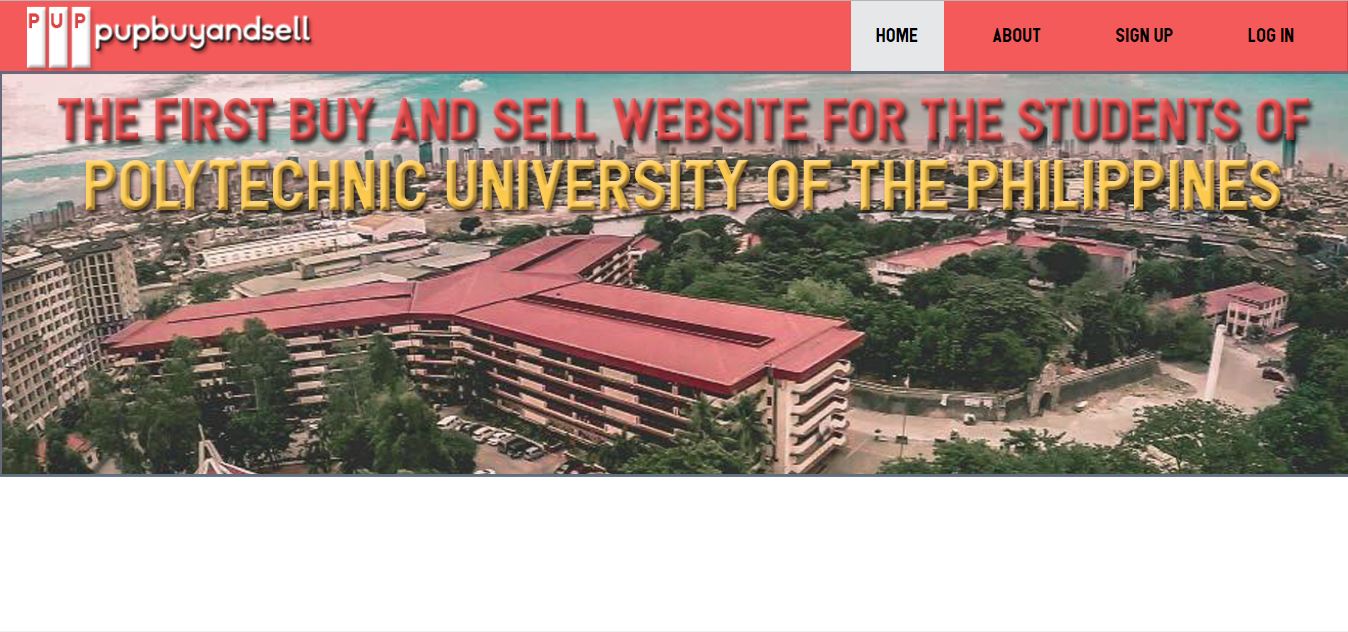 PUP pupbuyandsell
HOME ABOUT SIGN UP LOG IN
THE FIRST BUY AND SELL WEBSITE FOR THE STUDENTS OF
POLYTECHNIC UNIVERSITY OF THE PHILIPPINES